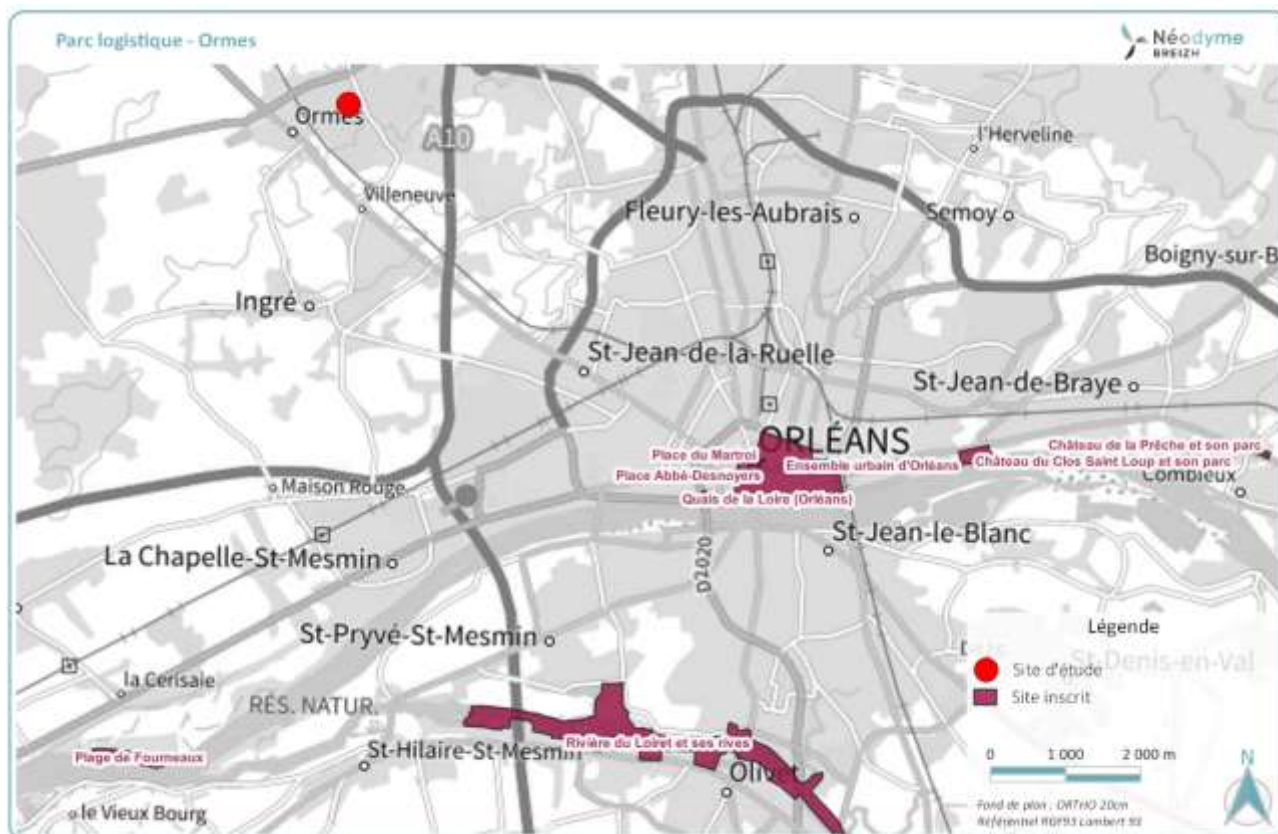 Parc logistique - Ormes
Néodyme
BREIZH
Ormes
A10
l'Herveline
Villeneuve
Fleury-les-Aubrais
Semoy
Boigny-sur-B
Ingré
St-Jean-de-la-Ruelle
St-Jean-de-Braye
ORLÉANS
Place du Martroi
Château de la Prêche et son parc
Ensemble urbain d'Orléans
Château du Clos Saint Loup et son parc
Place Abbé-Desnoyers
Combleux
Maison Rouge
Quais de la Loire (Orléans)
St-Jean-le-Blanc
La Chapelle-St-Mesmin
D2020
St-Pryvé-St-Mesmin
Légende
St-Denis-en-Val
Site d'étude
la Cerisaie
Site inscrit
RÉS. NATUR.
Rivière du Loiret et ses rives
St-Hilaire-St-Mesmin
Plage de Fourneaux
Olivet
0 1 000 2 000 m
N
le Vieux Bourg
Fond de plan : ORTHO 20cm
Référentiel RGF93 Lambert 93